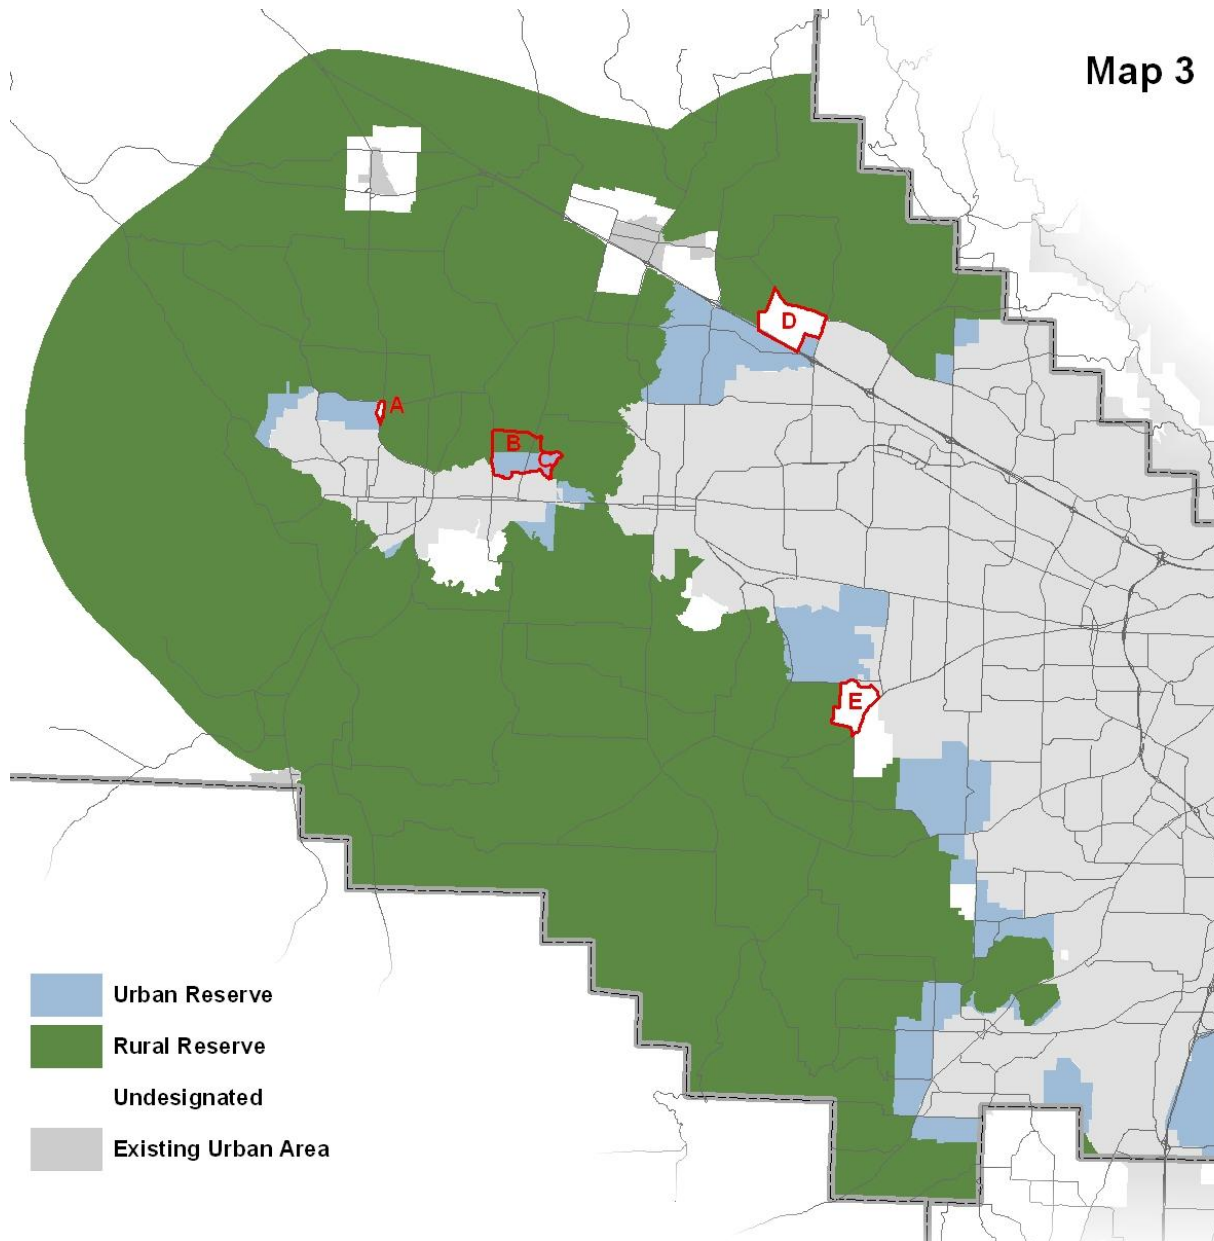 Map 3
D
A
B
C
E
Urban Reserve
Rural Reserve
Undesignated
Existing Urban Area